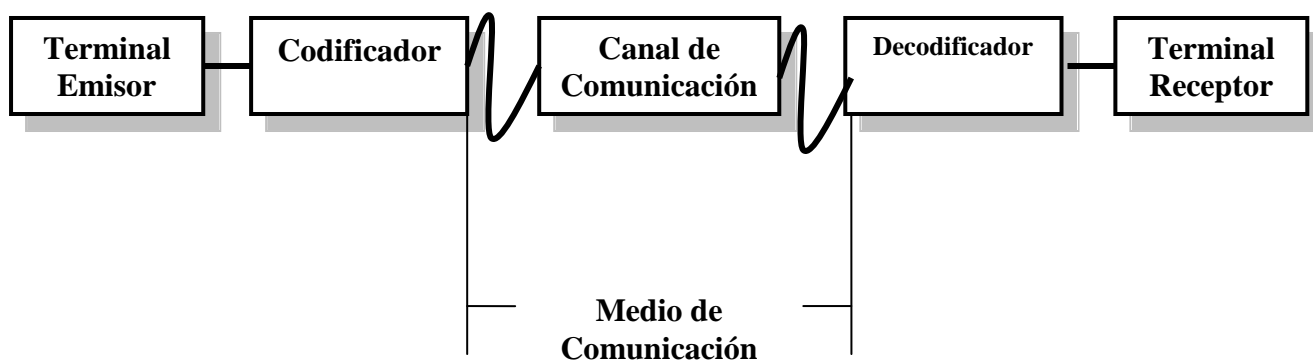 Terminal
Emisor
Codificador
Canal de
Comunicación
Decodificador
Terminal
Receptor
Medio de
Comunicación